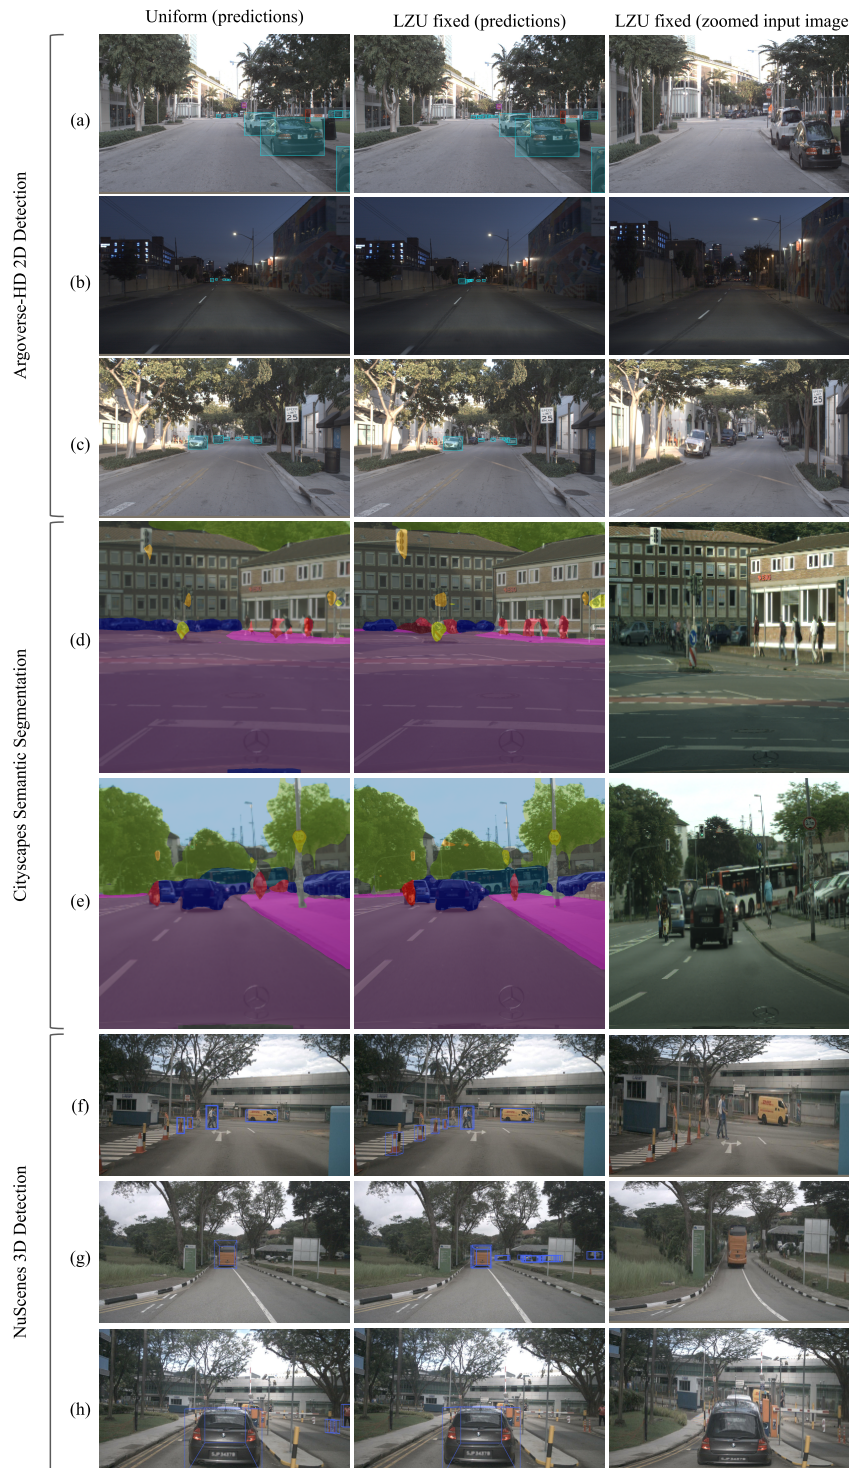 Uniform (predictions)
LZU fixed (predictions)
LZU fixed (zoomed input image
Argoverse-HD 2D Detection
(a)
(b)
(c)
25
25
25
Cityscapes Semantic Segmentation
(d)
(e)
NuScenes 3D Detection
(f)
(g)
(h)